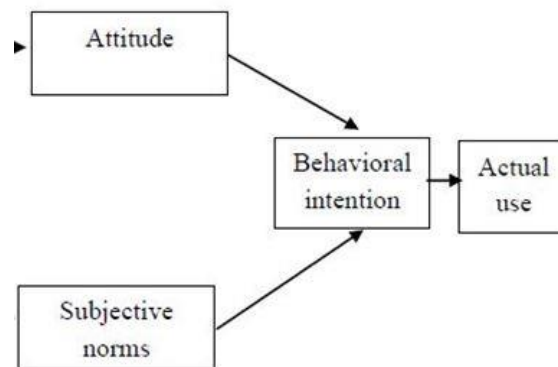 Attitude
Behavioral
intention
Actual
use
Subjective
norms